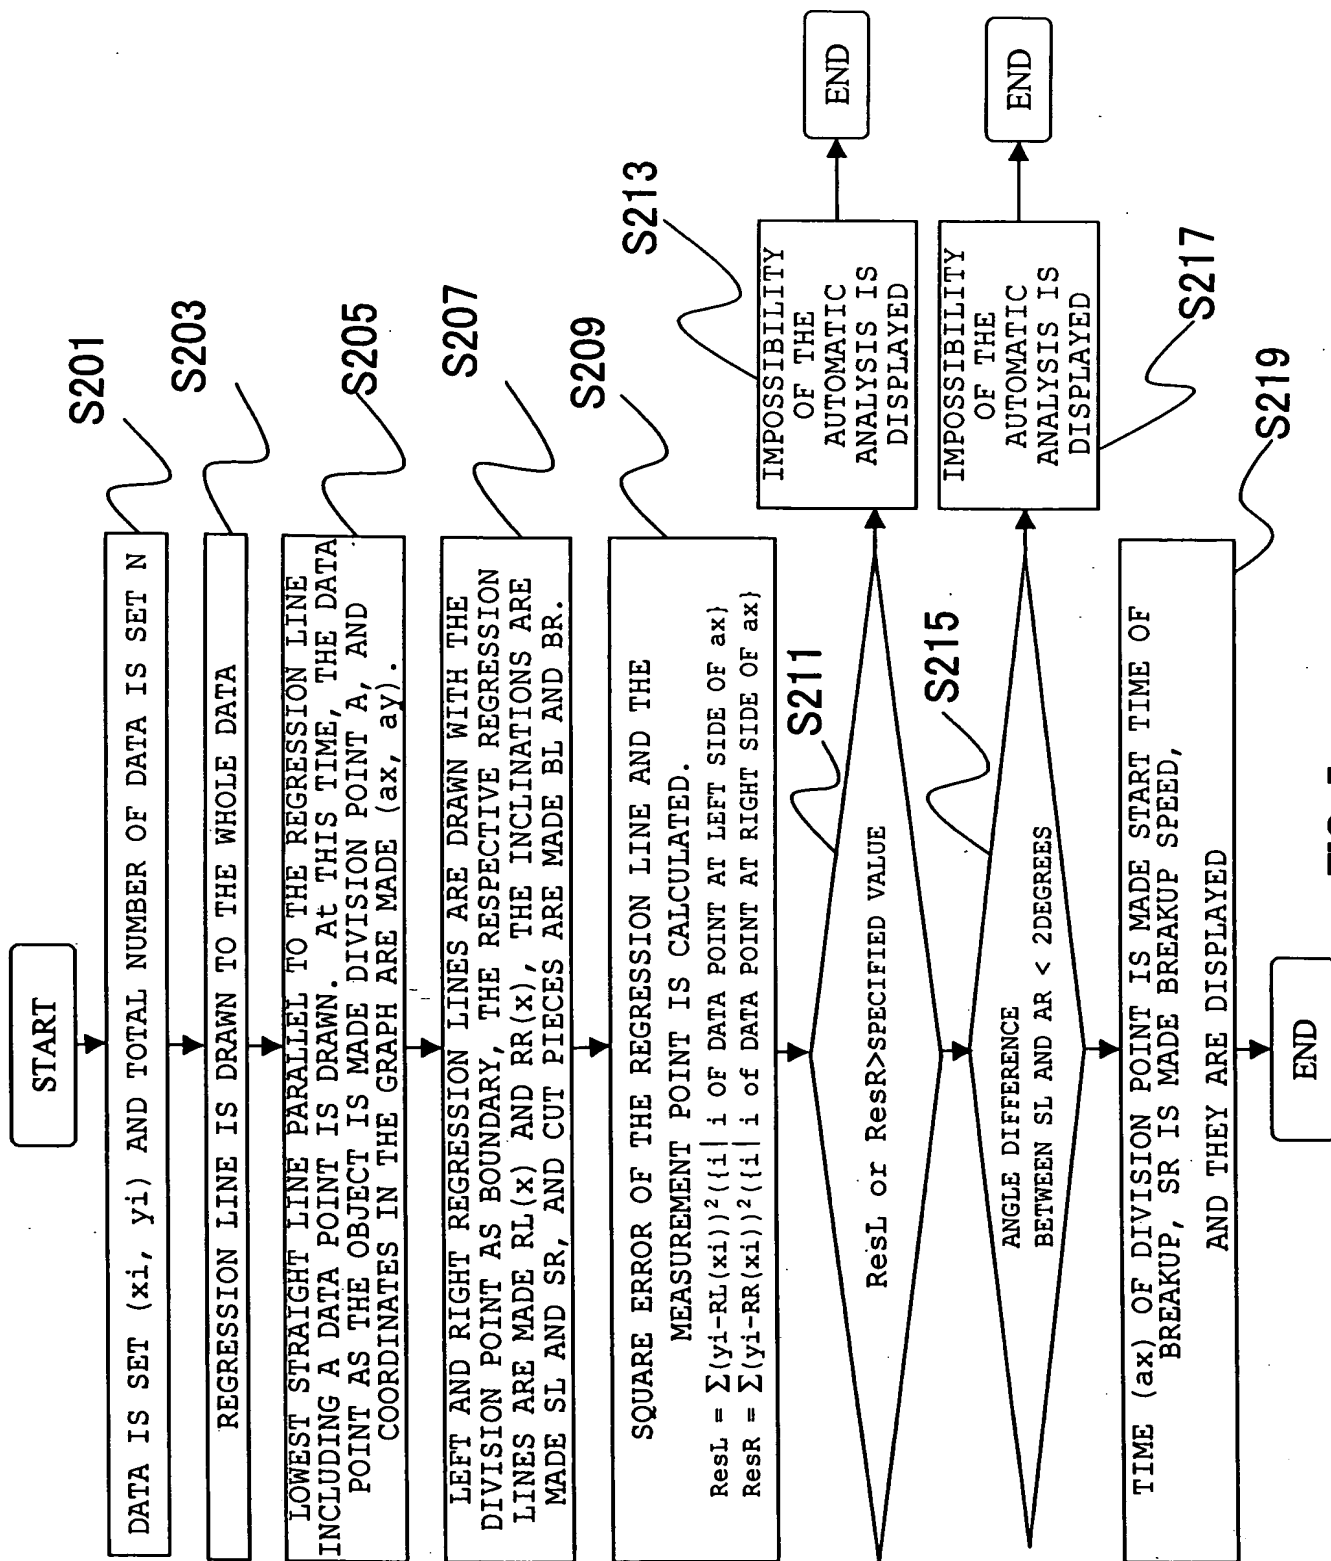 START
DATA IS SET (xi, yi) AND TOTAL NUMBER OF DATA IS SET N
S201
REGRESSION LINE IS DRAWN TO THE WHOLE DATA
S203
LOWEST STRAIGHT LINE PARALLEL TO THE REGRESSION LINE
INCLUDING A DATA POINT IS DRAWN. At THIS TIME, THE DATA
POINT AS THE OBJECT IS MADE DIVISION POINT A, AND
COORDINATES IN THE GRAPH ARE MADE (ax, ay).
S205
LEFT AND RIGHT REGRESSION LINES ARE DRAWN WITH THE
DIVISION POINT AS BOUNDARY, THE RESPECTIVE REGRESSION
LINES ARE MADE RL(x) AND RR(x), THE INCLINATIONS ARE
MADE SL AND SR, AND CUT PIECES ARE MADE BL AND BR.
S207
SQUARE ERROR OF THE REGRESSION LINE AND THE
MEASUREMENT POINT IS CALCULATED.
ResL = ∑(yi-RL(xi))²({i| i OF DATA POINT AT LEFT SIDE OF ax}
ResR = ∑(yi-RR(xi))²({i| i of DATA POINT AT RIGHT SIDE OF ax}
S209
ResL or ResR>SPECIFIED VALUE
S211
IMPOSSIBILITY
OF THE
AUTOMATIC
ANALYSIS IS
DISPLAYED
S213
END
ANGLE DIFFERENCE
BETWEEN SL AND AR < 2DEGREES
S215
IMPOSSIBILITY
OF THE
AUTOMATIC
ANALYSIS IS
DISPLAYED
S217
END
TIME (ax) OF DIVISION POINT IS MADE START TIME OF
BREAKUP, SR IS MADE BREAKUP SPEED,
AND THEY ARE DISPLAYED
S219
END